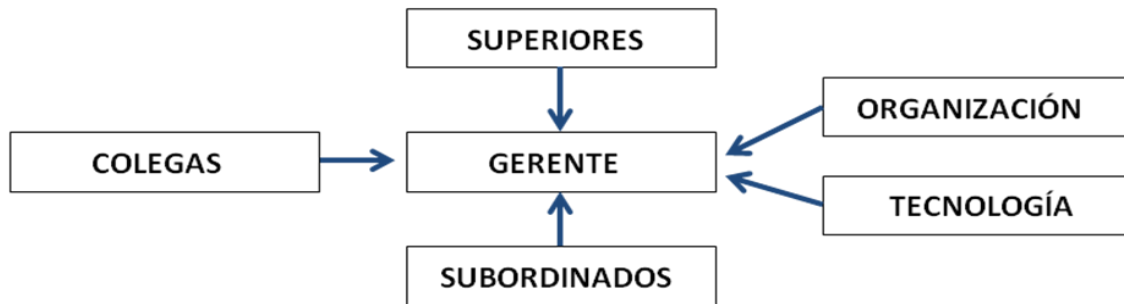 SUPERIORES
ORGANIZACIÓN
COLEGAS
GERENTE
TECNOLOGÍA
SUBORDINADOS